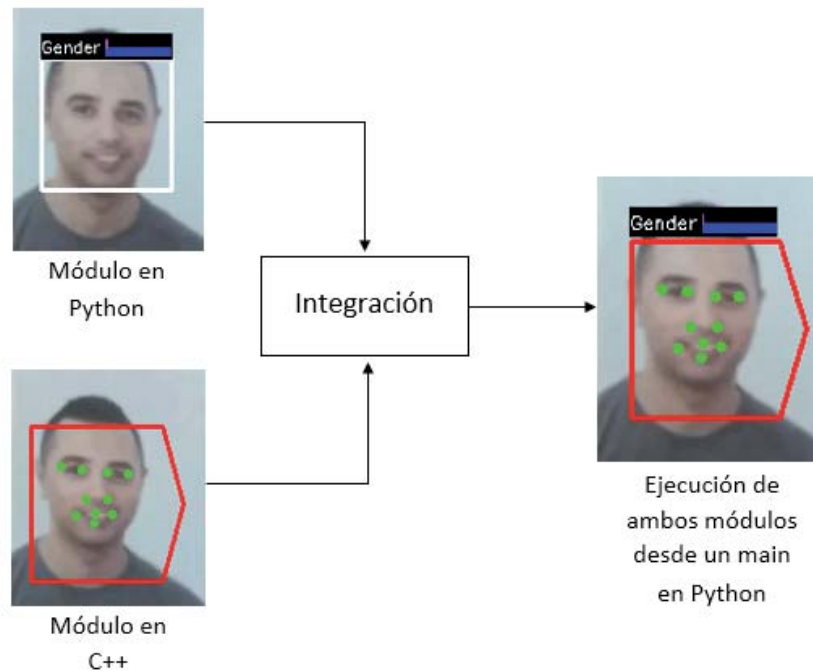 Gender
Módulo en
Python
Integración
Gender
Módulo en
C++
Ejecución de
ambos módulos
desde un main
en Python